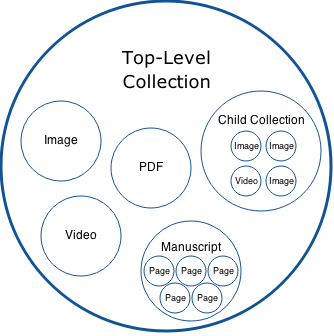 Top-Level
Collection
Child Collection
Image
Image
Video
Image
Image
PDF
Video
Manuscript
Page
Page
Page
Page
Page